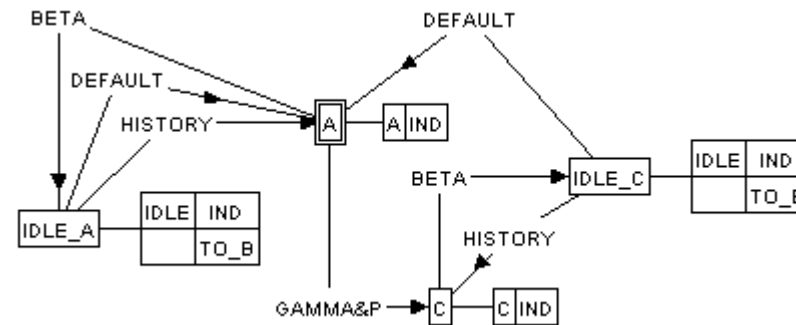 BETA
DEFAULT
DEFAULT
HISTORY
A
A IND
BETA
IDLE_C
IDLE IND
IDLE IND
IDLE_A
TO_B
HISTORY
GAMMA&P
C
C IND